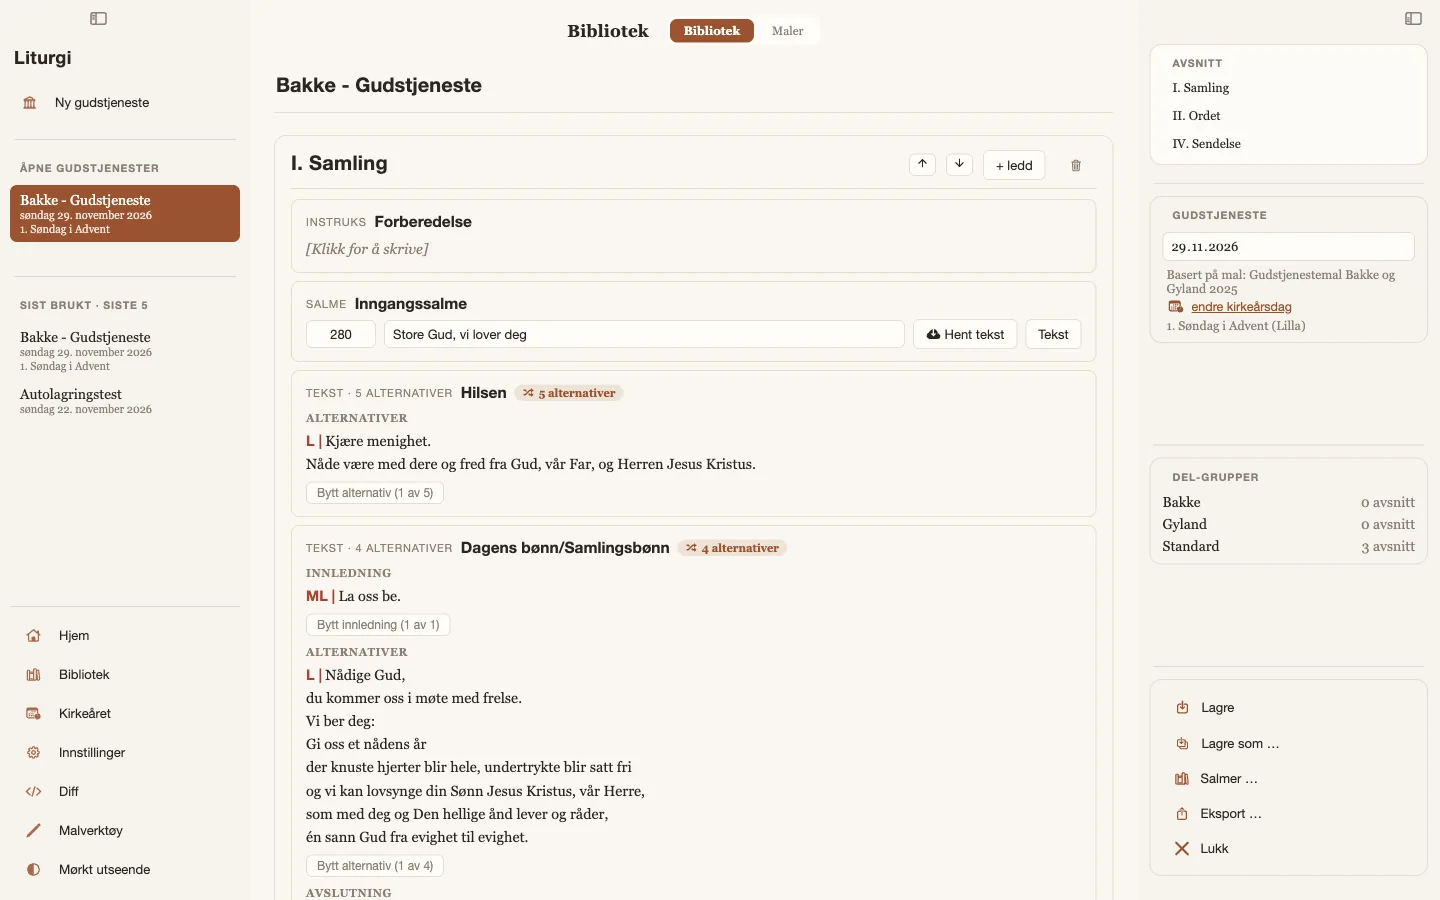 Liturgi
Ny gudstjeneste
ÅPNE GUDSTJENESTER
Bakke - Gudstjeneste
søndag 29. november 2026
1. Søndag i Advent
SIST BRUKT · SISTE 5
Bakke - Gudstjeneste
søndag 29. november 2026
1. Søndag i Advent
Autolagringstest
søndag 22. november 2026
Hjem
Bibliotek
Kirkeåret
Innstillinger
Diff
Malverktøy
Mørkt utseende
Bibliotek
Bibliotek
Maler
Bakke - Gudstjeneste
I. Samling
+ ledd
INSTRUKS Forberedelse
[Klikk for å skrive]
SALME Inngangssalme
280
Store Gud, vi lover deg
Hent tekst
Tekst
TEKST · 5 ALTERNATIVER Hilsen 5 alternativer
ALTERNATIVER
L | Kjære menighet.
Nåde være med dere og fred fra Gud, vår Far, og Herren Jesus Kristus.
Bytt alternativ (1 av 5)
TEKST · 4 ALTERNATIVER Dagens bønn/Samlingsbønn 4 alternativer
INNLEDNING
ML | La oss be.
Bytt innledning (1 av 1)
ALTERNATIVER
L | Nådige Gud,
du kommer oss i møte med frelse.
Vi ber deg:
Gi oss et nådens år
der knuste hjerter blir hele, undertrykte blir satt fri
og vi kan lovsynge din Sønn Jesus Kristus, vår Herre,
som med deg og Den hellige ånd lever og råder,
én sann Gud fra evighet til evighet.
Bytt alternativ (1 av 4)
AVSLUTNING
AVSNITT
I. Samling
II. Ordet
IV. Sendelse
GUDSTJENESTE
29.11.2026
Basert på mal: Gudstjenestemal Bakke og
Gyland 2025
endre kirkeårsdag
1. Søndag i Advent (Lilla)
DEL-GRUPPER
Bakke 0 avsnitt
Gyland 0 avsnitt
Standard 3 avsnitt
Lagre
Lagre som ...
Salmer ...
Eksport ...
Lukk